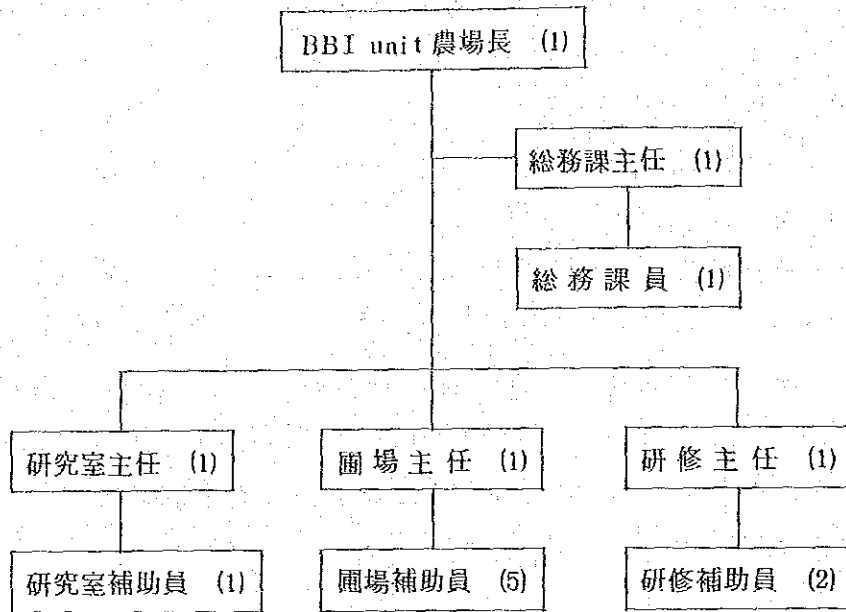 BBI unit 農場長 (1)
総務課主任 (1)
総務課員 (1)
研究室主任 (1)
圃場主任 (1)
研修主任 (1)
研究室補助員 (1)
圃場補助員 (5)
研修補助員 (2)